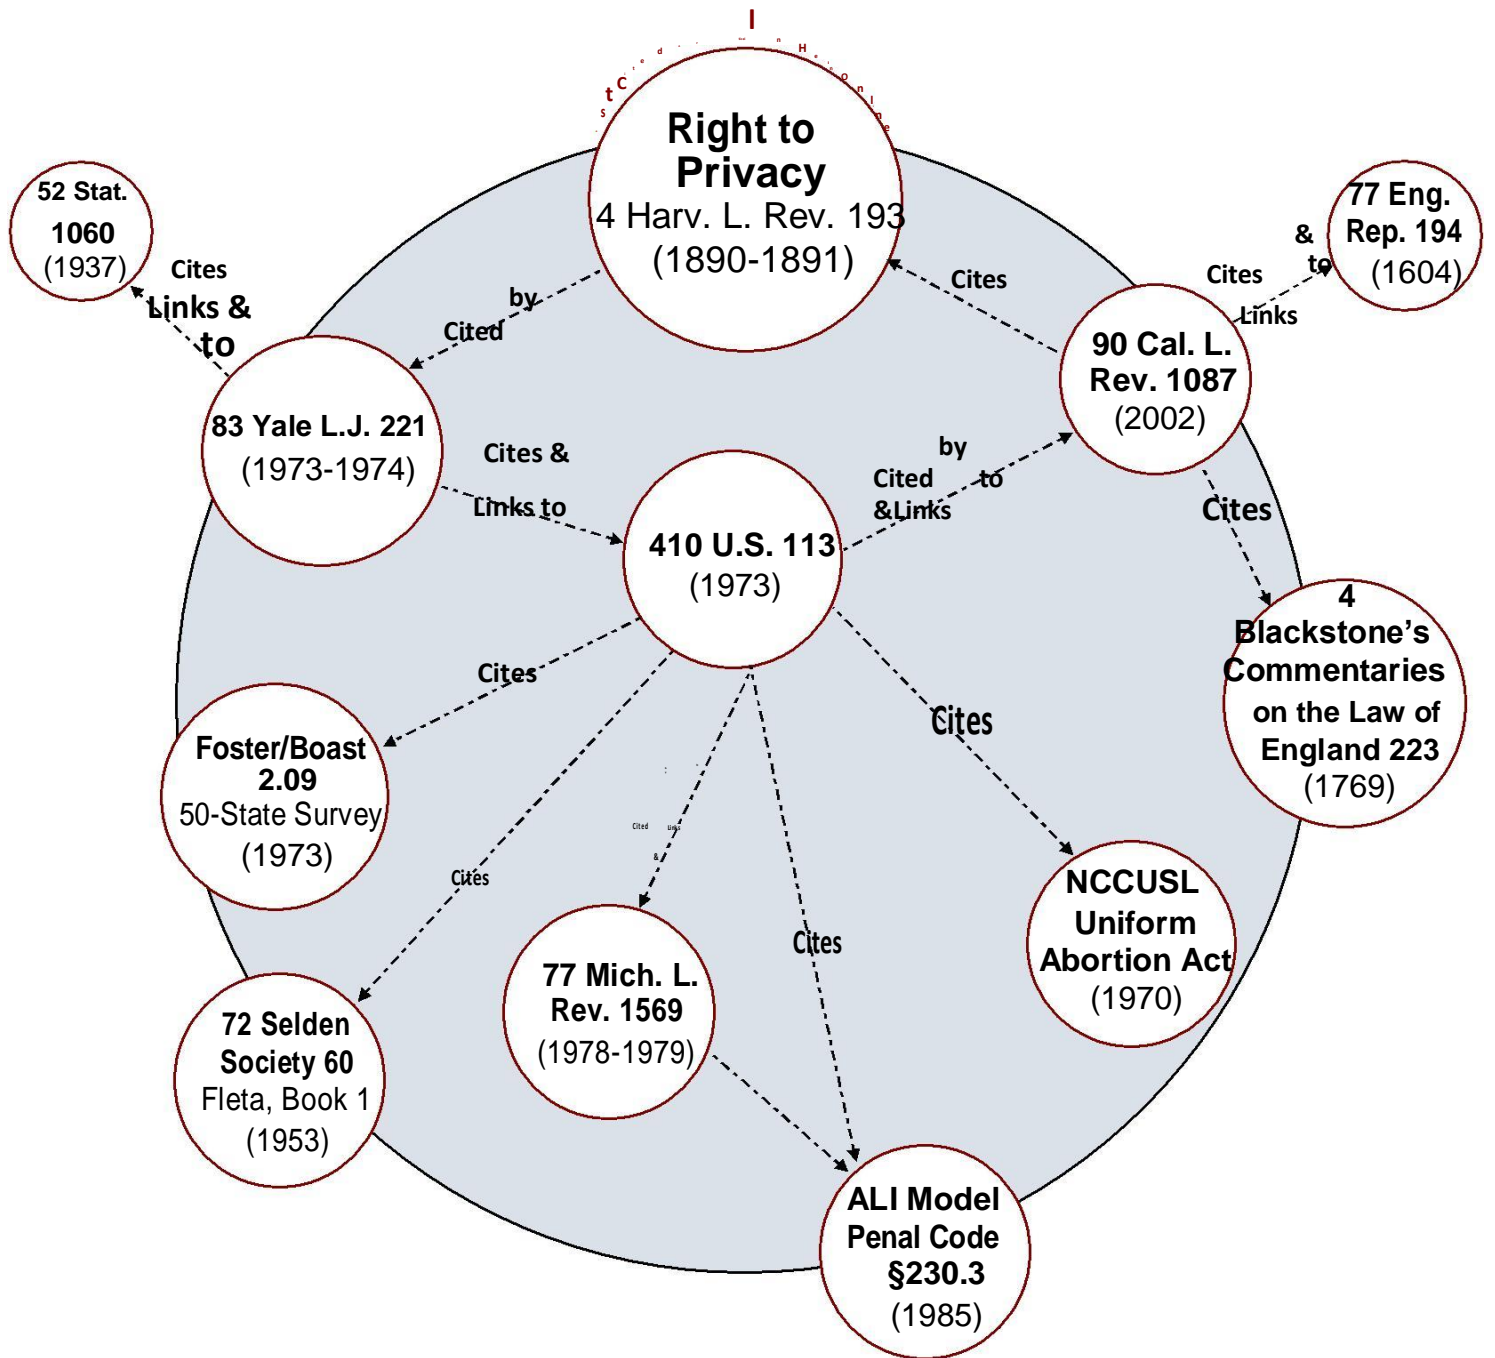 Right to
Privacy
4 Harv. L. Rev. 193
(1890-1891)
52 Stat.
1060
(1937)
77 Eng.
Rep. 194
(1604)
Cites
Links &
to
by
Cited
Cites
Cites
& to
Links
90 Cal. L.
Rev. 1087
(2002)
83 Yale L.J. 221
(1973-1974)
Cites &
Links to
by
Cited to
&Links
Cites
410 U.S. 113
(1973)
4
Blackstone’s
Commentaries
on the Law of
England 223
(1769)
Cites
Cites
Foster/Boast
2.09
50-State Survey
(1973)
Cited Links
&
Cites
Cites
NCCUSL
Uniform
Abortion Act
(1970)
77 Mich. L.
Rev. 1569
(1978-1979)
72 Selden
Society 60
Fleta, Book 1
(1953)
ALI Model
Penal Code
§230.3
(1985)